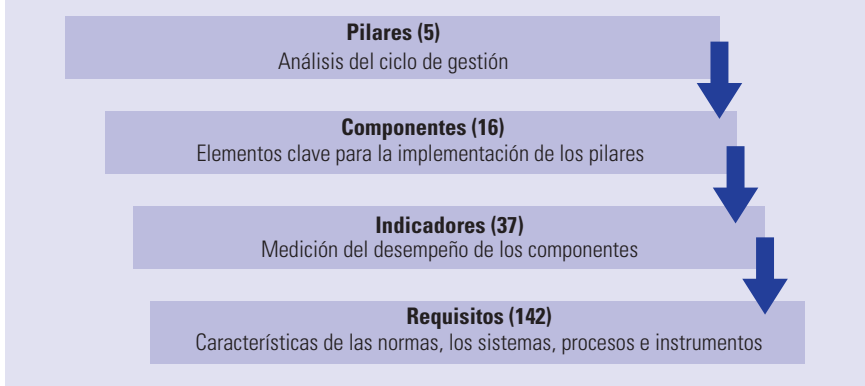 Pilares (5)
Análisis del ciclo de gestión
Componentes (16)
Elementos clave para la implementación de los pilares
Indicadores (37)
Medición del desempeño de los componentes
Requisitos (142)
Características de las normas, los sistemas, procesos e instrumentos